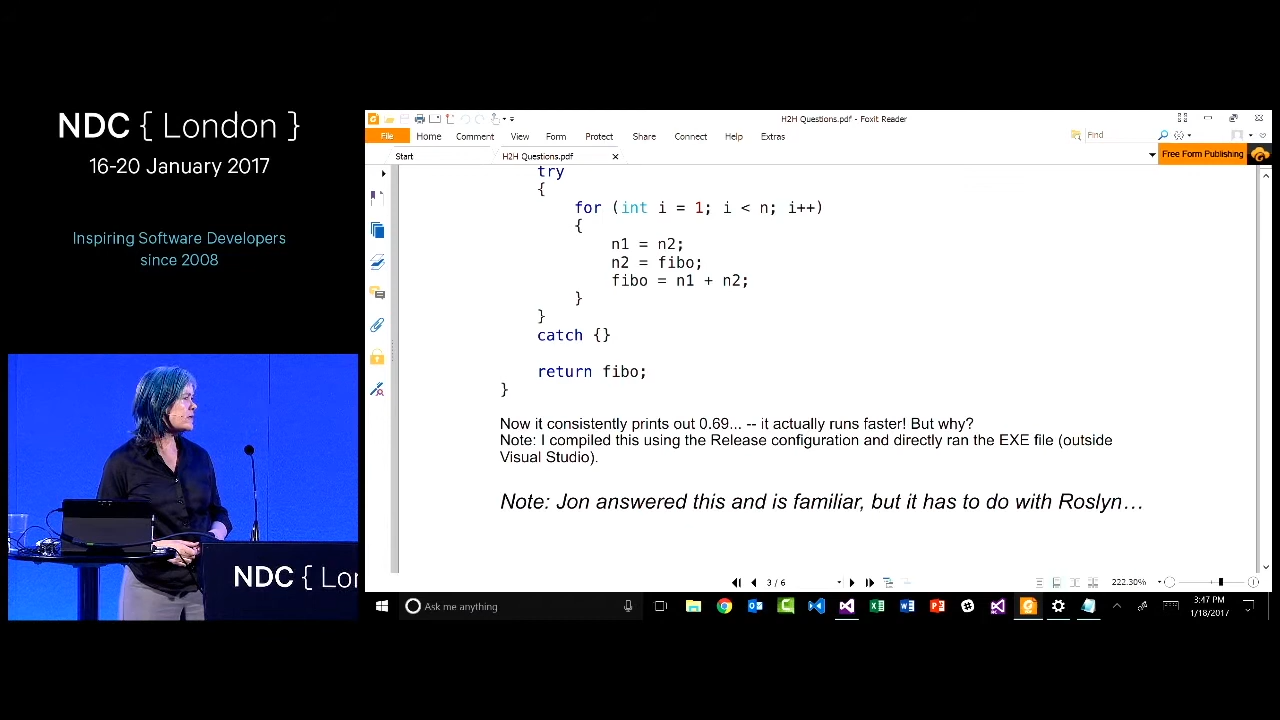 NDC { London }
16-20 January 2017
Inspiring Software Developers
since 2008
NDC { Lon
H2H Questions.pdf - Foxit Reader
File Home Comment View Form Protect Share Connect Help Extras
Find
Start
H2H Questions.pdf
Free Form Publishing
try
{
for (int i = 1; i < n; i++)
{
n1 = n2;
n2 = fibo;
fibo = n1 + n2;
}
}
catch {}
return fibo;
}
Now it consistently prints out 0.69... -- it actually runs faster! But why?
Note: I compiled this using the Release configuration and directly ran the EXE file (outside
Visual Studio).
Note: Jon answered this and is familiar, but it has to do with Roslyn…
3 / 6
222.30%
Ask me anything
3:47 PM
1/18/2017